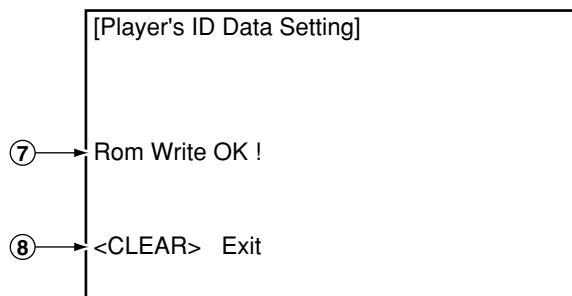 [Player's ID Data Setting]
7 Rom Write OK !
8 <CLEAR> Exit